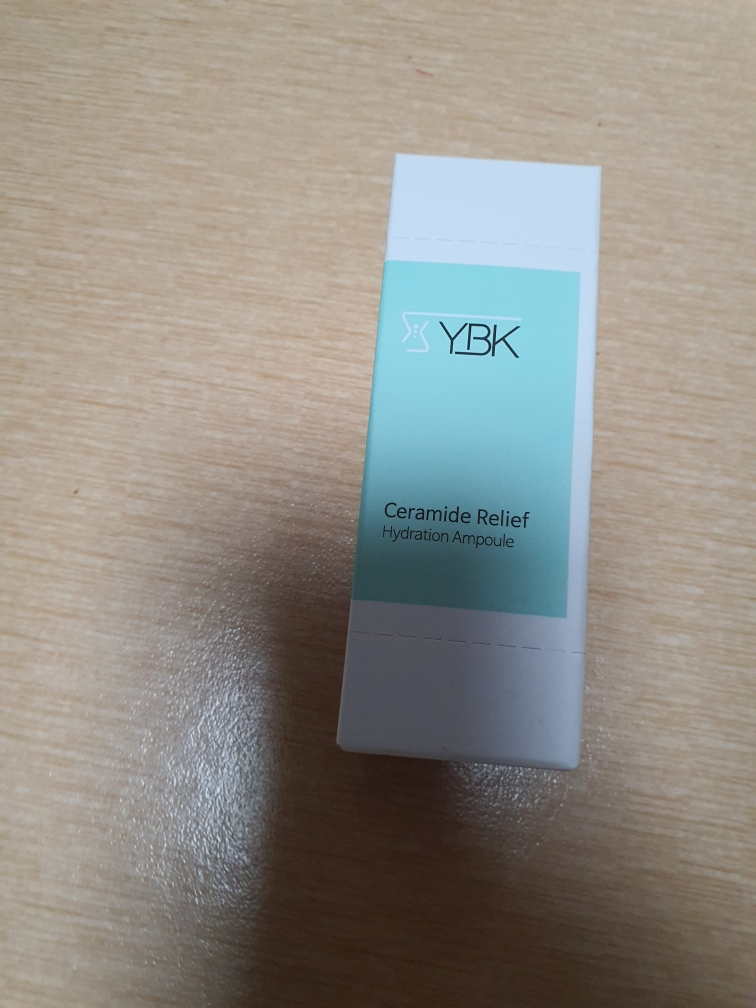 YBK
Ceramide Relief
Hydration Ampoule